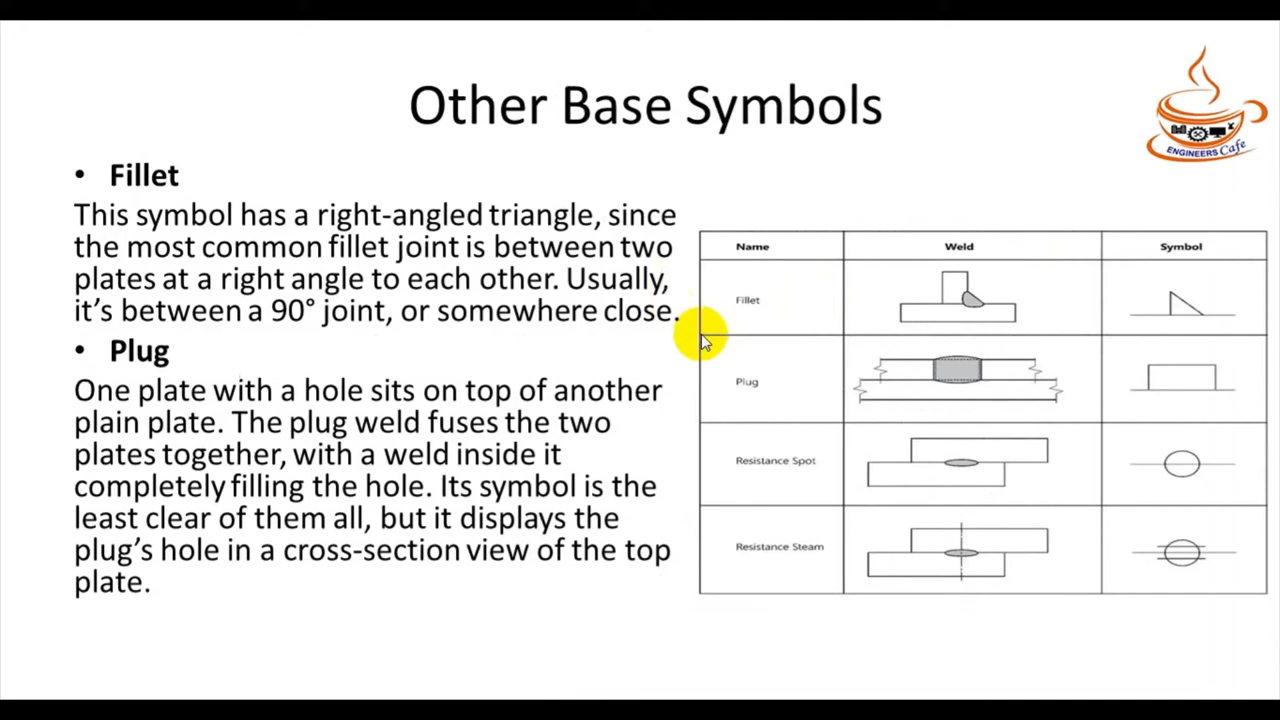 Other Base Symbols
ENGINEERS Cafe
• Fillet
This symbol has a right-angled triangle, since
the most common fillet joint is between two
plates at a right angle to each other. Usually,
it’s between a 90° joint, or somewhere close.
• Plug
One plate with a hole sits on top of another
plain plate. The plug weld fuses the two
plates together, with a weld inside it
completely filling the hole. Its symbol is the
least clear of them all, but it displays the
plug’s hole in a cross-section view of the top
plate.
Name Weld Symbol
Fillet
Plug
Resistance Spot
Resistance Steam